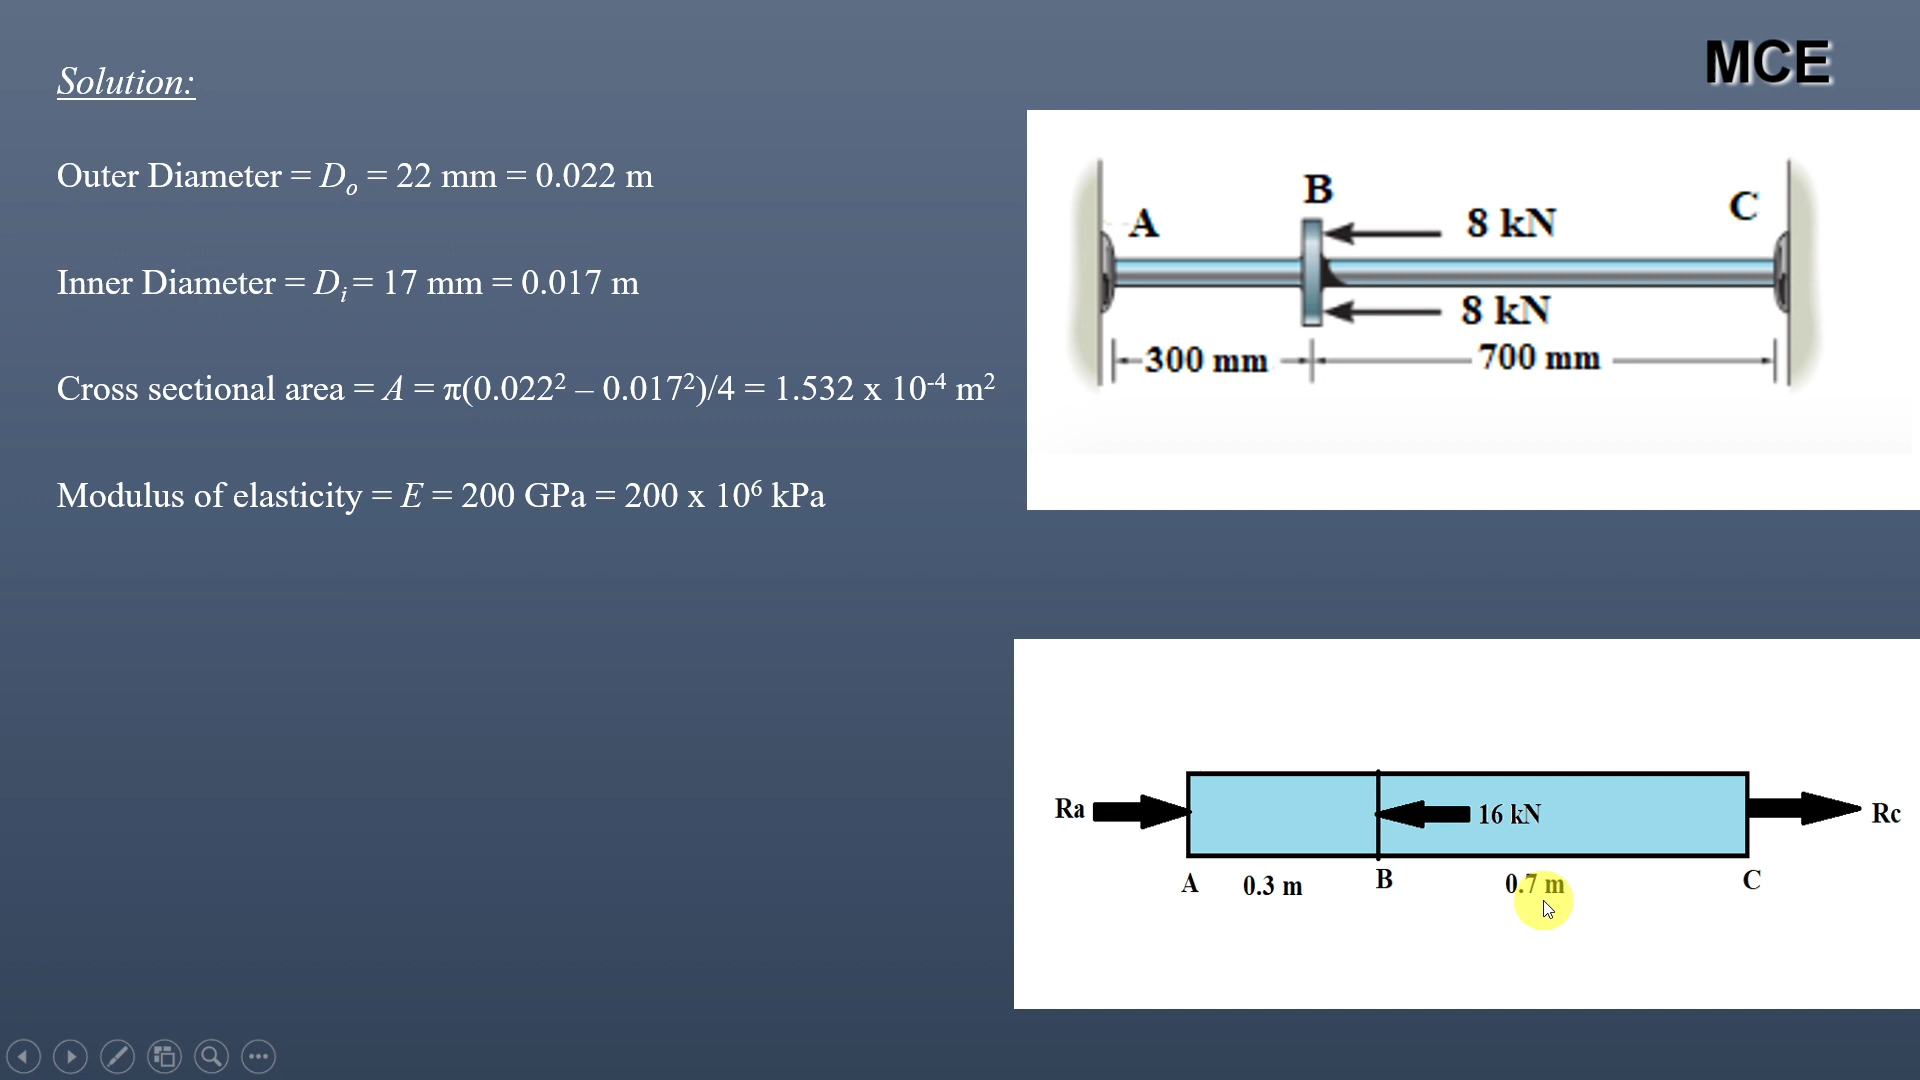 Solution:
MCE
Outer Diameter = Dₒ = 22 mm = 0.022 m
Inner Diameter = Dᵢ = 17 mm = 0.017 m
Cross sectional area = A = π(0.022² – 0.017²)/4 = 1.532 x 10⁻⁴ m²
Modulus of elasticity = E = 200 GPa = 200 x 10⁶ kPa
B
A
8 kN
C
8 kN
300 mm
700 mm
Ra
16 kN
Rc
A
0.3 m
B
0.7 m
C